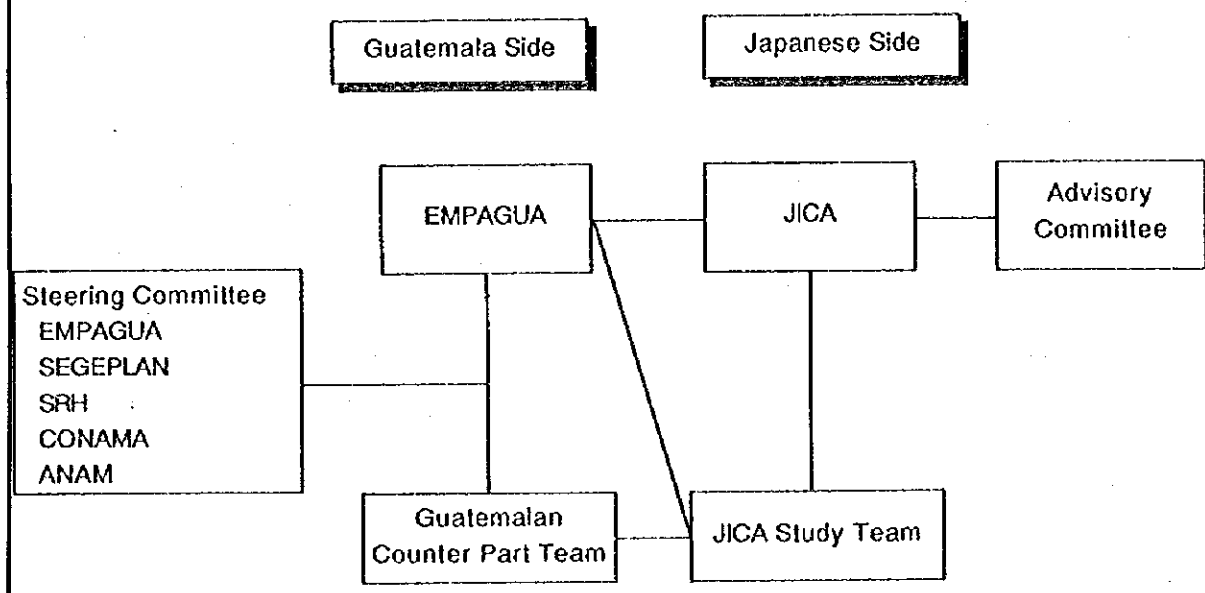 Guatemala Side
Japanese Side
EMPAGUA
JICA
Advisory
Committee
Steering Committee
EMPAGUA
SEGEPLAN
SRH
CONAMA
ANAM
Guatemalan
Counter Part Team
JICA Study Team